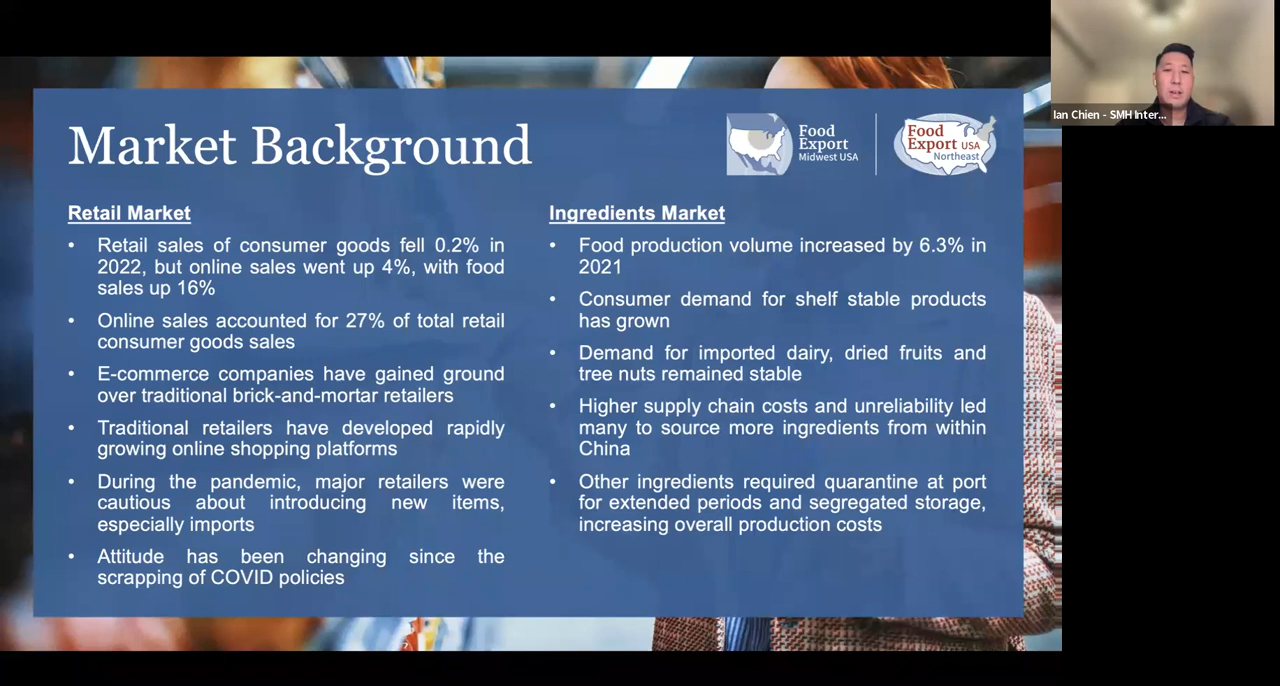 Market Background
Food
Export
Midwest USA
Food
Export USA
Northeast
Ian Chien - SMH Inter...
Retail Market
• Retail sales of consumer goods fell 0.2% in
2022, but online sales went up 4%, with food
sales up 16%
• Online sales accounted for 27% of total retail
consumer goods sales
• E-commerce companies have gained ground
over traditional brick-and-mortar retailers
• Traditional retailers have developed rapidly
growing online shopping platforms
• During the pandemic, major retailers were
cautious about introducing new items,
especially imports
• Attitude has been changing since the
scrapping of COVID policies
Ingredients Market
• Food production volume increased by 6.3% in
2021
• Consumer demand for shelf stable products
has grown
• Demand for imported dairy, dried fruits and
tree nuts remained stable
• Higher supply chain costs and unreliability led
many to source more ingredients from within
China
• Other ingredients required quarantine at port
for extended periods and segregated storage,
increasing overall production costs